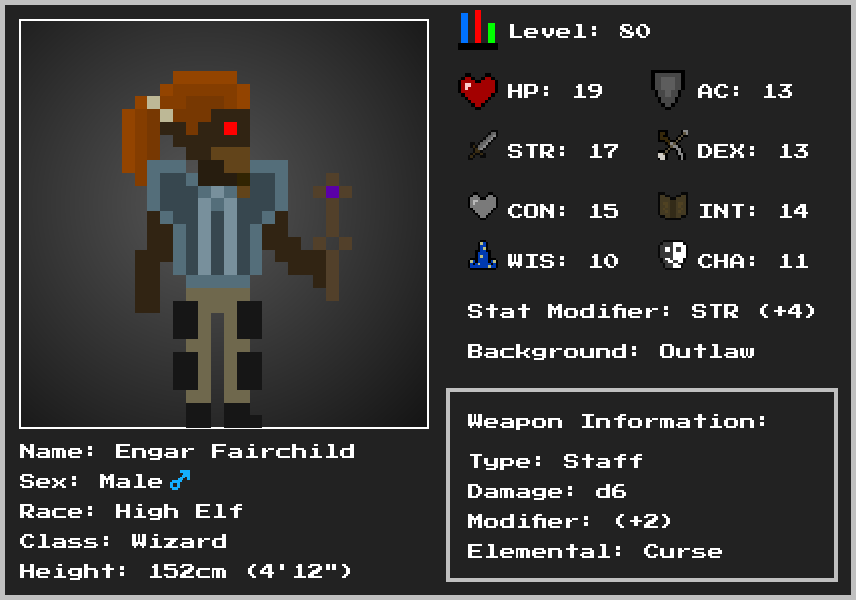 Level: 80
HP: 19 AC: 13
STR: 17 DEX: 13
CON: 15 INT: 14
WIS: 10 CHA: 11
Stat Modifier: STR (+4)
Background: Outlaw
Weapon Information:
Type: Staff
Damage: d6
Modifier: (+2)
Elemental: Curse
Name: Engar Fairchild
Sex: Male♂
Race: High Elf
Class: Wizard
Height: 152cm (4'12")